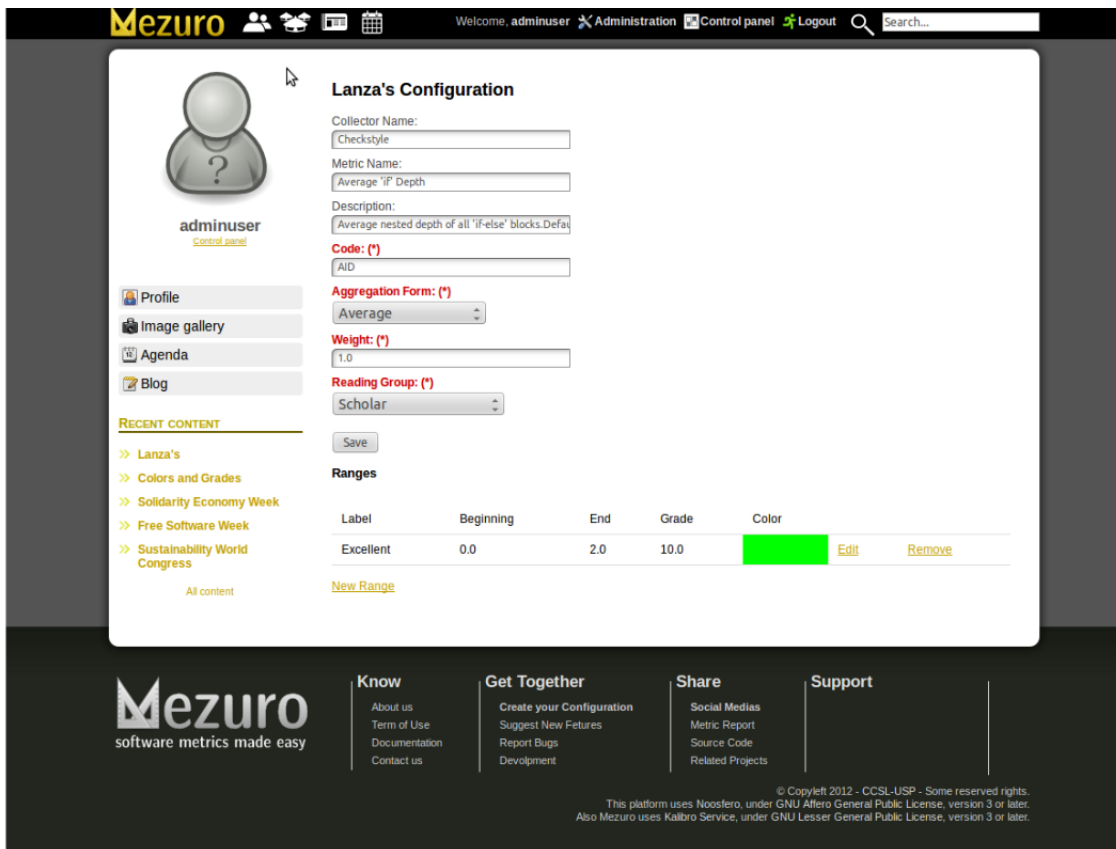 Mezuro
Welcome, adminuser Administration Control panel Logout Search...
adminuser
Control panel
Profile
Image gallery
Agenda
Blog
RECENT CONTENT
Lanza's
Colors and Grades
Solidarity Economy Week
Free Software Week
Sustainability World
Congress
All content
Lanza's Configuration
Collector Name:
Checkstyle
Metric Name:
Average 'if' Depth
Description:
Average nested depth of all 'if-else' blocks.Defau
Code: (*)
AID
Aggregation Form: (*)
Average
Weight: (*)
1.0
Reading Group: (*)
Scholar
Save
Ranges
Label Beginning End Grade Color
Excellent 0.0 2.0 10.0 Edit Remove
New Range
Mezuro
software metrics made easy
Know
About us
Term of Use
Documentation
Contact us
Get Together
Create your Configuration
Suggest New Fetures
Report Bugs
Devolpment
Share
Social Medias
Metric Report
Source Code
Related Projects
Support
© Copyleft 2012 - CCSL-USP - Some reserved rights.
This platform uses Noosfero, under GNU Affero General Public License, version 3 or later.
Also Mezuro uses Kalibro Service, under GNU Lesser General Public License, version 3 or later.